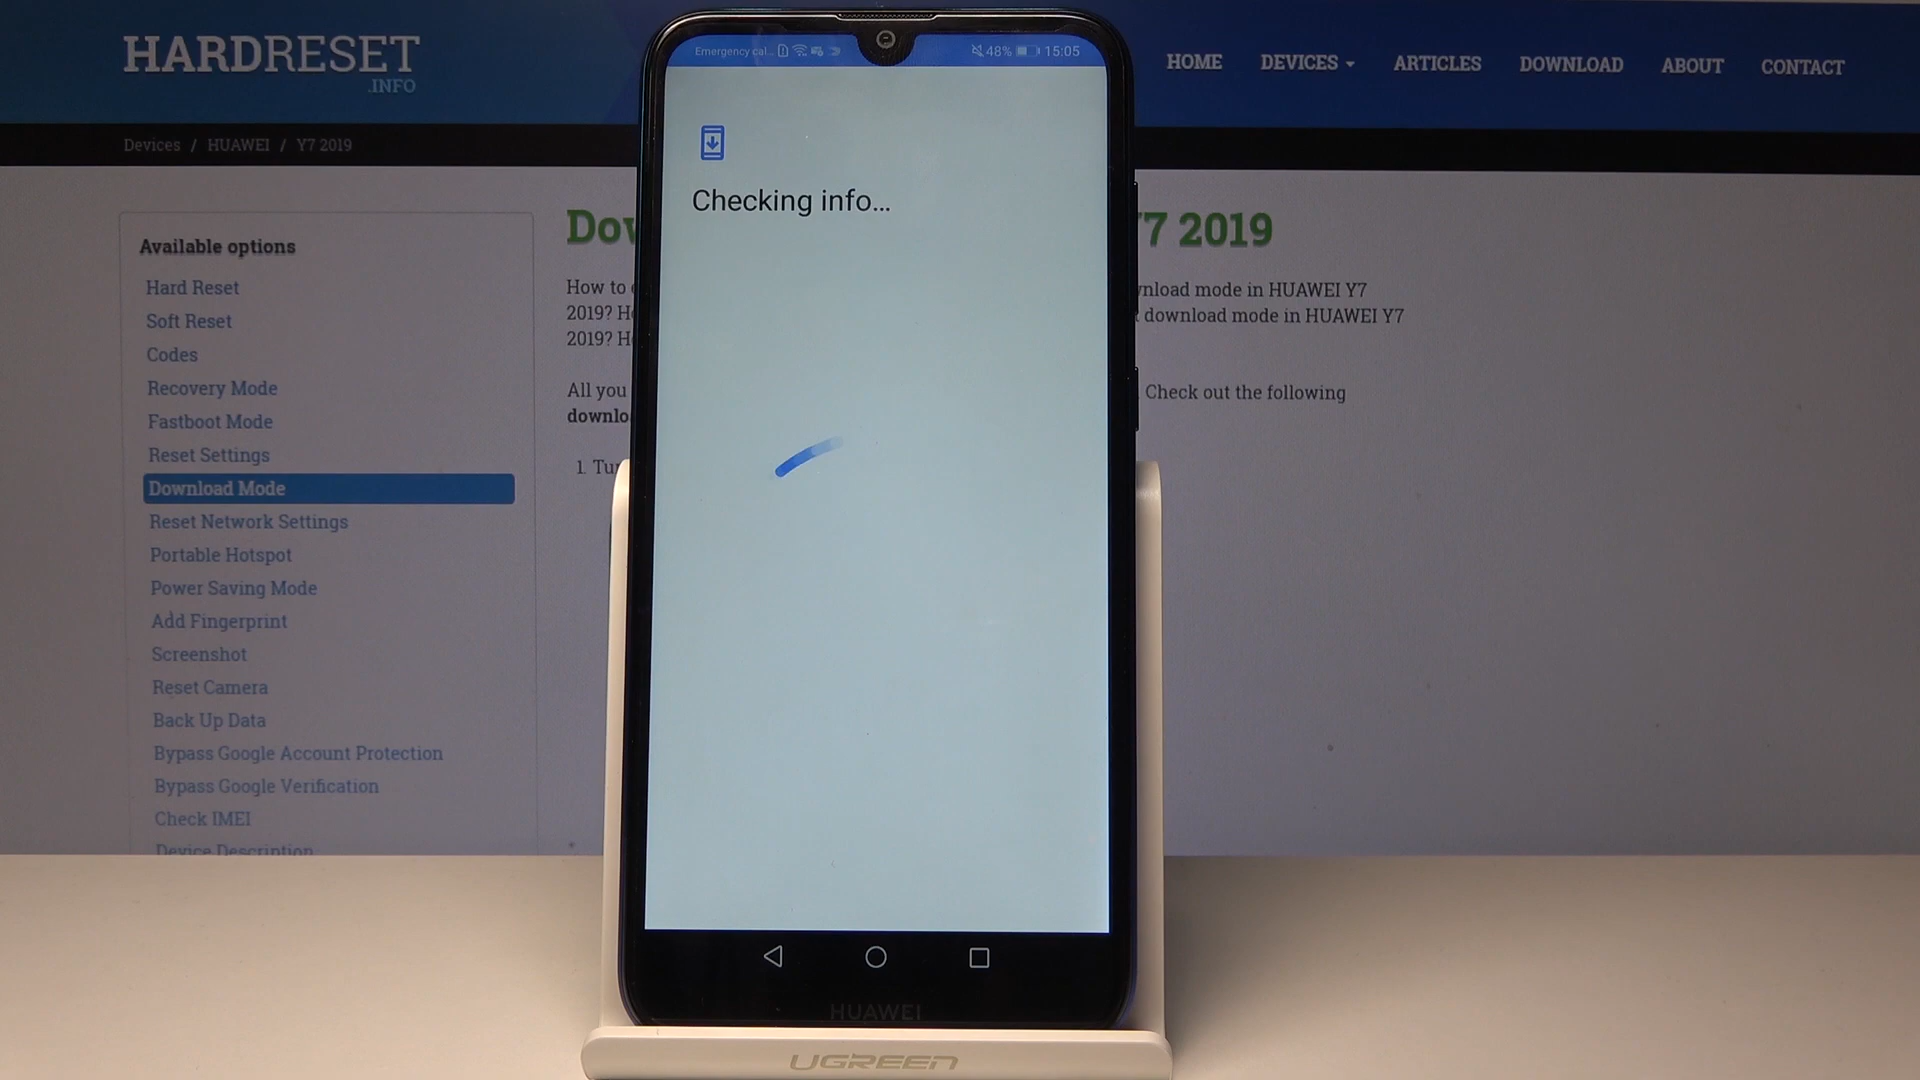 HARDRESET
.INFO
HOME DEVICES ARTICLES DOWNLOAD ABOUT CONTACT
Devices / HUAWEI / Y7 2019
Available options
Hard Reset
Soft Reset
Codes
Recovery Mode
Fastboot Mode
Reset Settings
Download Mode
Reset Network Settings
Portable Hotspot
Power Saving Mode
Add Fingerprint
Screenshot
Reset Camera
Back Up Data
Bypass Google Account Protection
Bypass Google Verification
Check IMEI
Device Description
Y7 2019
How to
download mode in HUAWEI Y7
2019?
download mode in HUAWEI Y7
2019?
All you
Check out the following
1.
Emergency cal... 48% 15:05
Checking info...
HUAWEI
UGREEN